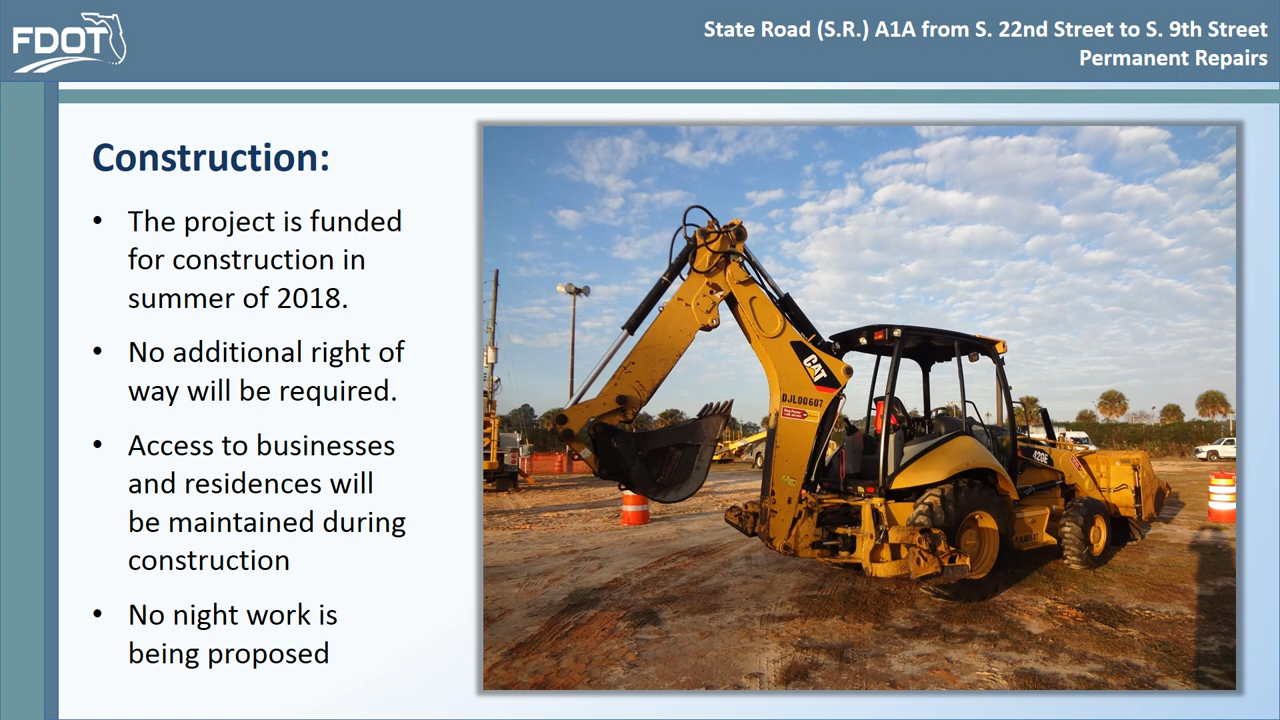 FDOT
State Road (S.R.) A1A from S. 22nd Street to S. 9th Street
Permanent Repairs
Construction:
• The project is funded
for construction in
summer of 2018.
• No additional right of
way will be required.
• Access to businesses
and residences will
be maintained during
construction
• No night work is
being proposed
CAT
DJL00607
420E